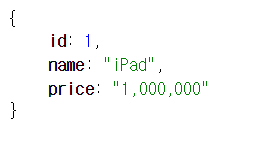 {
    id: 1,
    name: "iPad",
    price: "1,000,000"
}